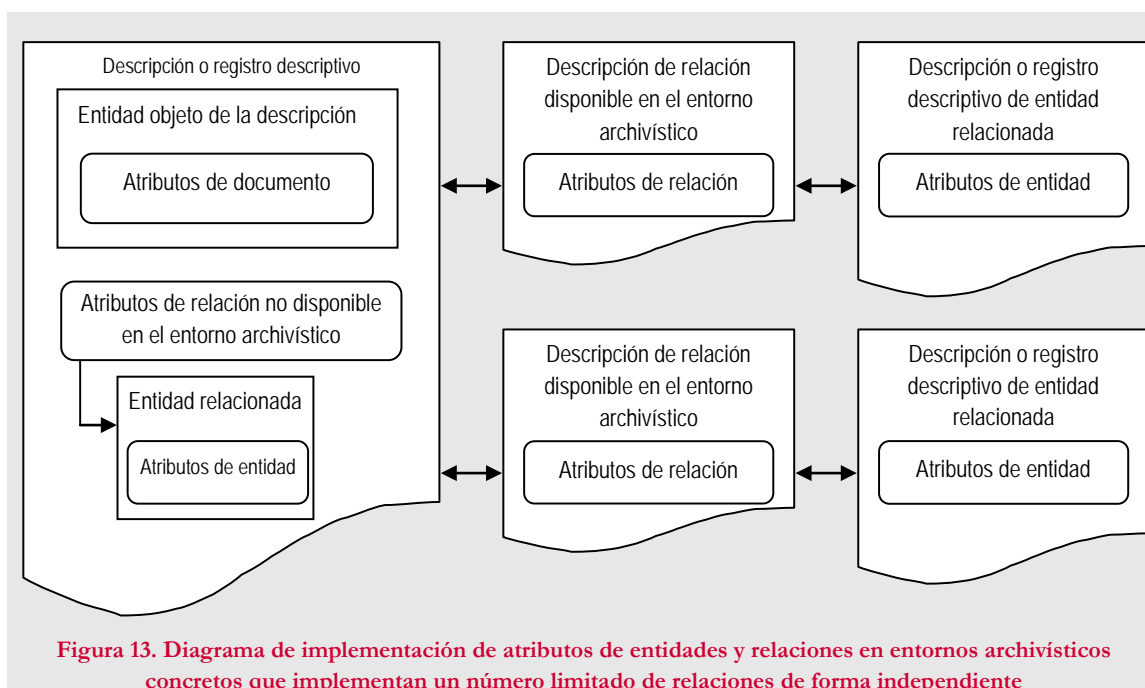 Descripción o registro descriptivo
Entidad objeto de la descripción
Atributos de documento
Atributos de relación no disponible
en el entorno archivístico
Entidad relacionada
Atributos de entidad
Descripción de relación
disponible en el entorno
archivístico
Atributos de relación
Descripción o registro
descriptivo de entidad
relacionada
Atributos de entidad
Descripción de relación
disponible en el entorno
archivístico
Atributos de relación
Descripción o registro
descriptivo de entidad
relacionada
Atributos de entidad
Figura 13. Diagrama de implementación de atributos de entidades y relaciones en entornos archivísticos
concretos que implementan un número limitado de relaciones de forma independiente